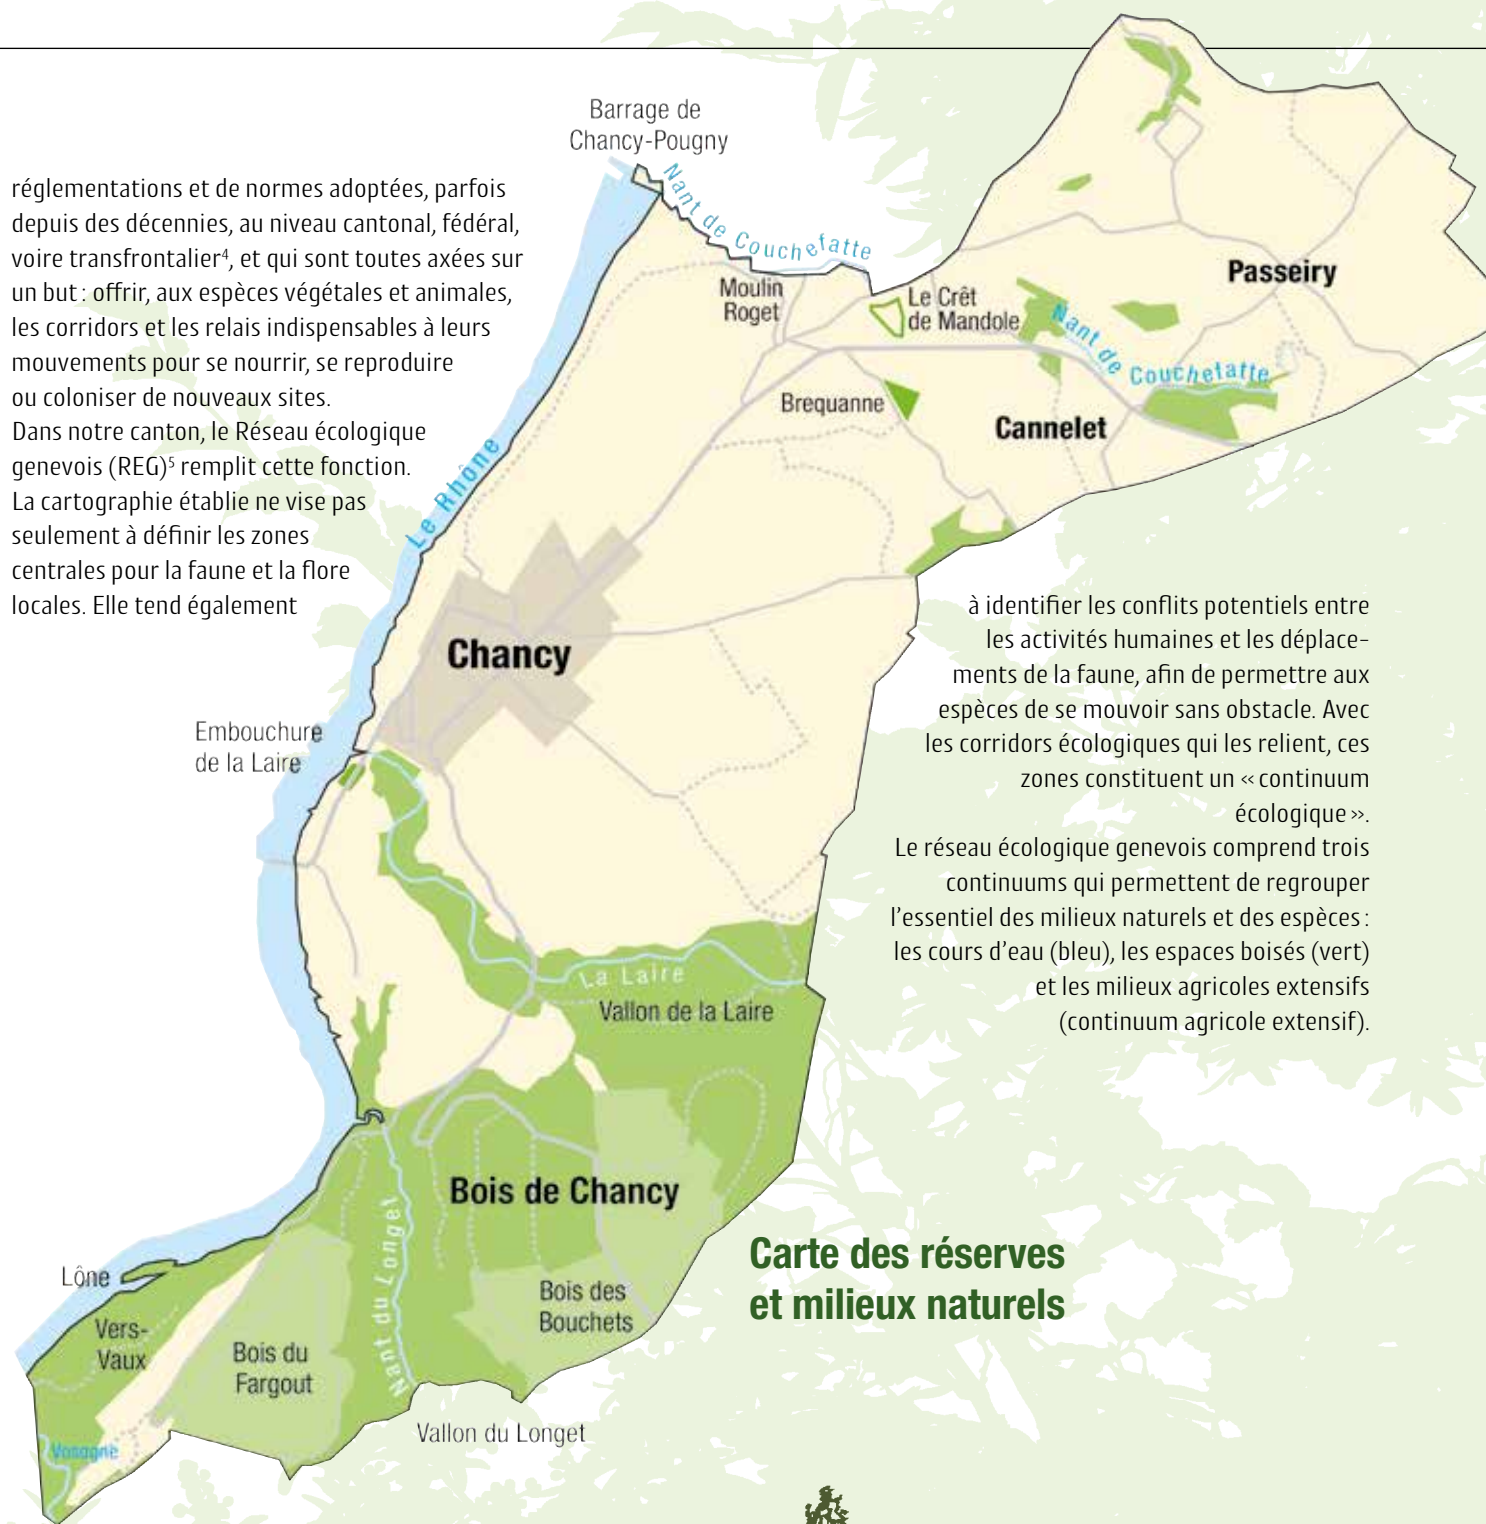 réglementations et de normes adoptées, parfois
depuis des décennies, au niveau cantonal, fédéral,
voire transfrontalier⁴, et qui sont toutes axées sur
un but : offrir, aux espèces végétales et animales,
les corridors et les relais indispensables à leurs
mouvements pour se nourrir, se reproduire
ou coloniser de nouveaux sites.
Dans notre canton, le Réseau écologique
genevois (REG)⁵ remplit cette fonction.
La cartographie établie ne vise pas
seulement à définir les zones
centrales pour la faune et la flore
locales. Elle tend également
à identifier les conflits potentiels entre
les activités humaines et les déplace-
ments de la faune, afin de permettre aux
espèces de se mouvoir sans obstacle. Avec
les corridors écologiques qui les relient, ces
zones constituent un « continuum
écologique ».
Le réseau écologique genevois comprend trois
continuums qui permettent de regrouper
l'essentiel des milieux naturels et des espèces :
les cours d'eau (bleu), les espaces boisés (vert)
et les milieux agricoles extensifs
(continuum agricole extensif).
Barrage de
Chancy-Pougny
Nant de Couchefatte
Moulin
Roget
Le Crêt
de Mandole
Passeiry
Nant de Couchefatte
Brequanne
Cannelet
Le Rhône
Chancy
Embouchure
de la Laire
La Laire
Vallon de la Laire
Bois de Chancy
Nant du Longet
Lône
Vers-
Vaux
Bois du
Fargout
Bois des
Bouchets
Vosogne
Vallon du Longet
Carte des réserves
et milieux naturels